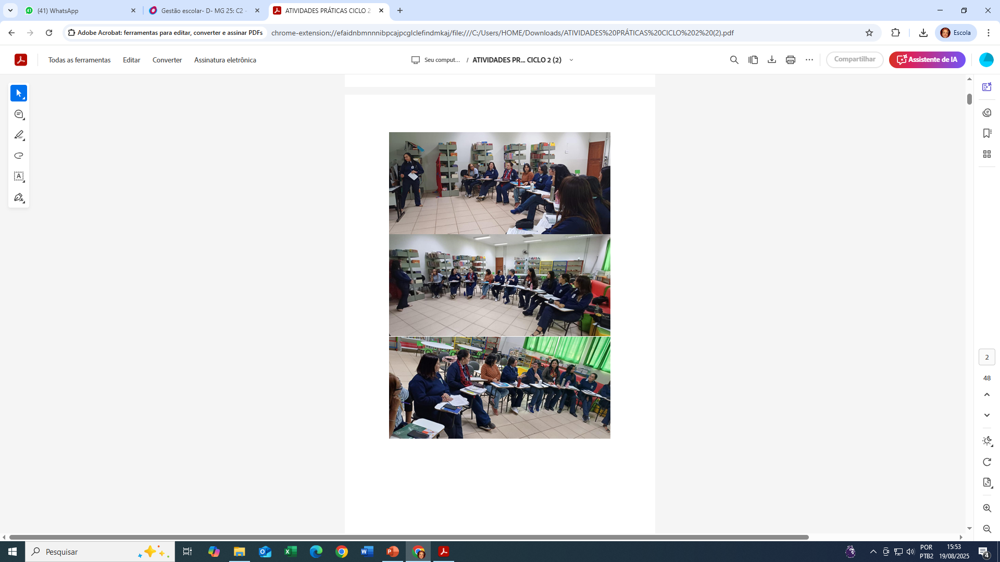 (41) WhatsApp
Gestão escolar- D- MG 25: C2 -
ATIVIDADES PRÁTICAS CICLO 2
Adobe Acrobat: ferramentas para editar, converter e assinar PDFs
chrome-extension://efaidnbmnnnibpcajpcglclefindmkaj/file:///C:/Users/HOME/Downloads/ATIVIDADES%20PRÁTICAS%20CICLO%202%20(2).pdf
Escola
Todas as ferramentas
Editar
Converter
Assinatura eletrônica
Seu comput...
/ ATIVIDADES PR... CICLO 2 (2)
Compartilhar
Assistente de IA
2
48
Pesquisar
POR
PTB2
15:53
19/08/2025
4